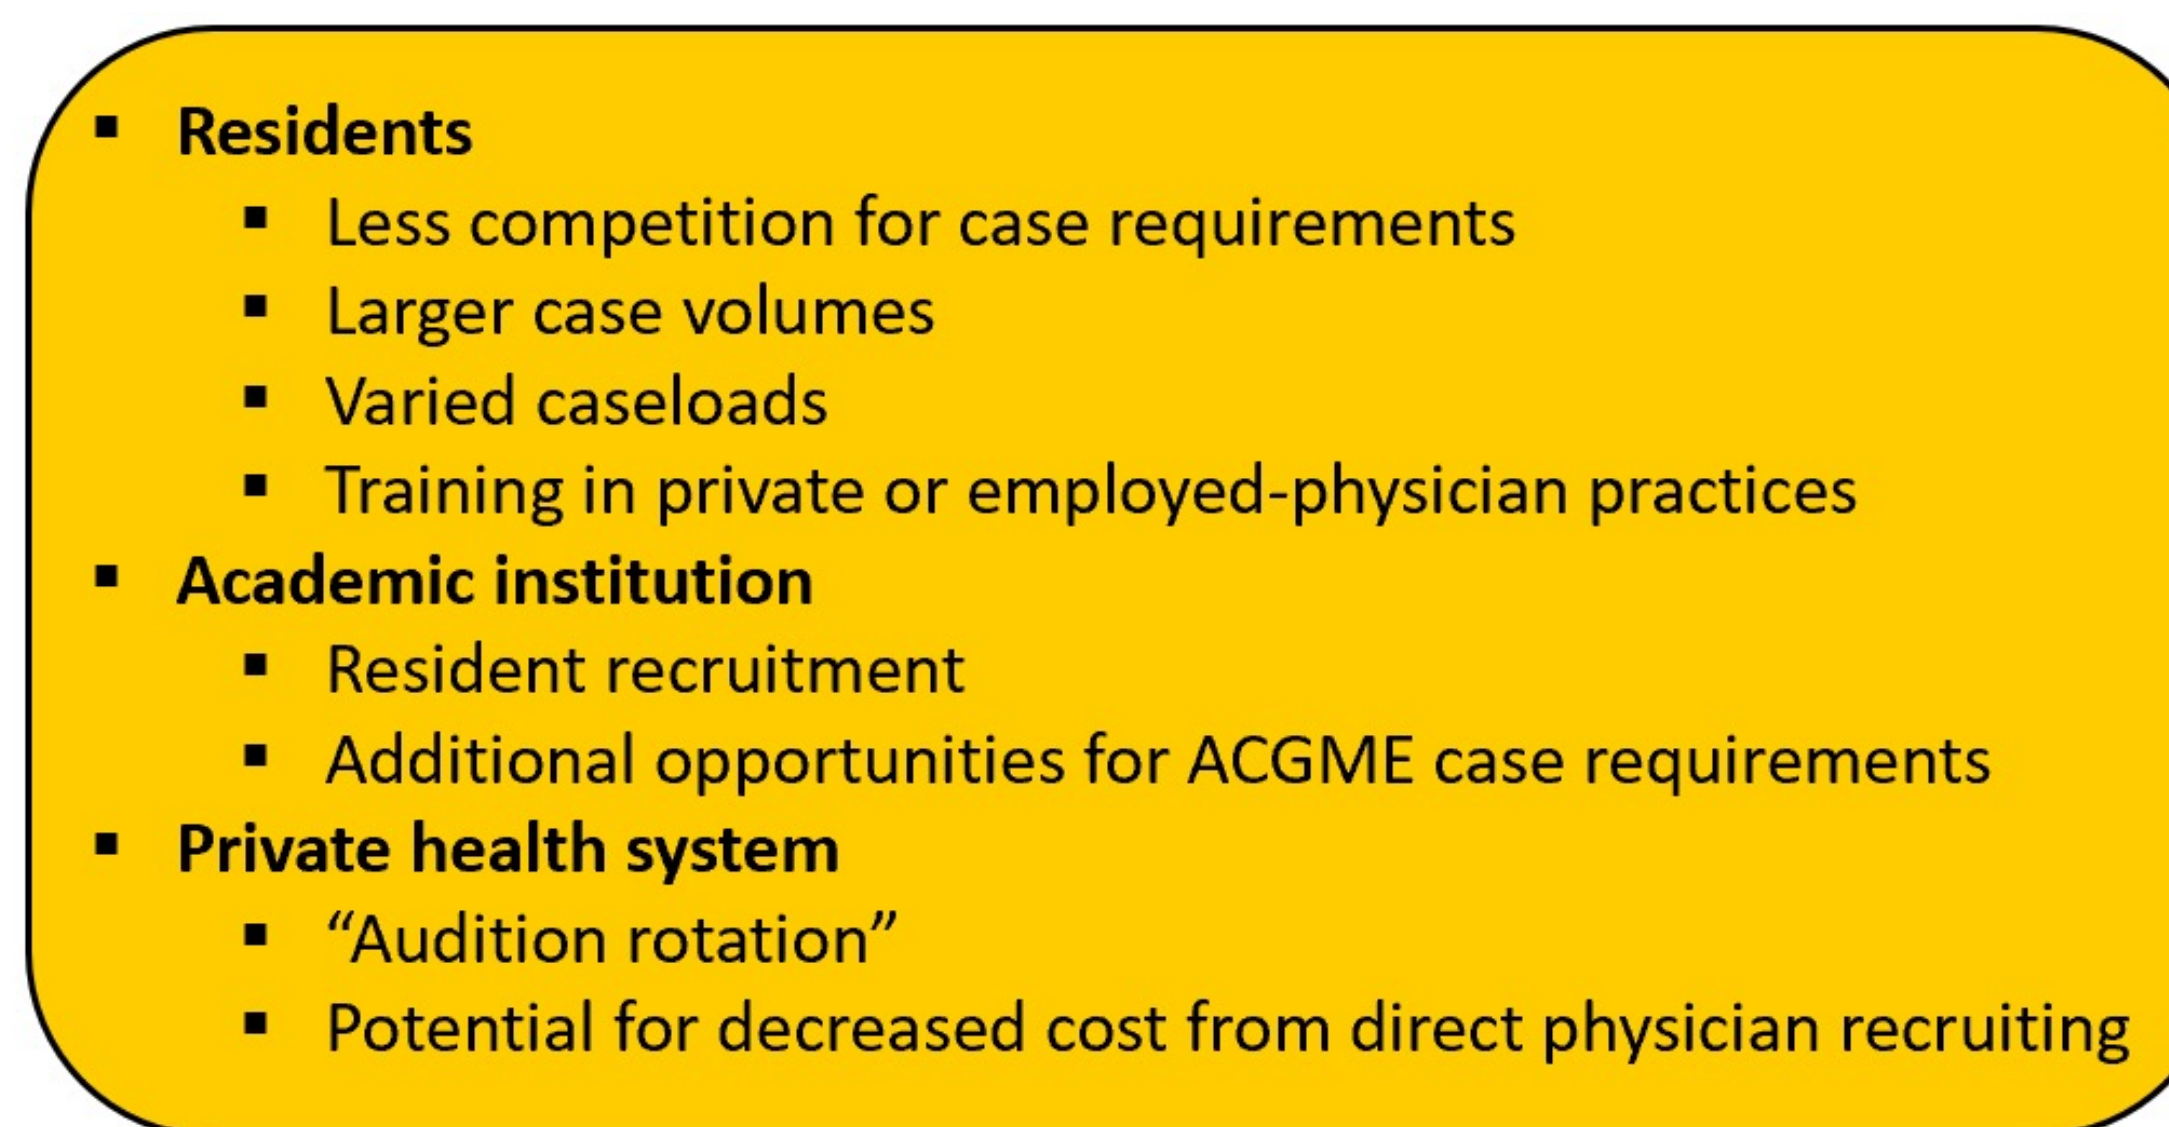 ▪ Residents
▪ Less competition for case requirements
▪ Larger case volumes
▪ Varied caseloads
▪ Training in private or employed-physician practices
▪ Academic institution
▪ Resident recruitment
▪ Additional opportunities for ACGME case requirements
▪ Private health system
▪ “Audition rotation”
▪ Potential for decreased cost from direct physician recruiting